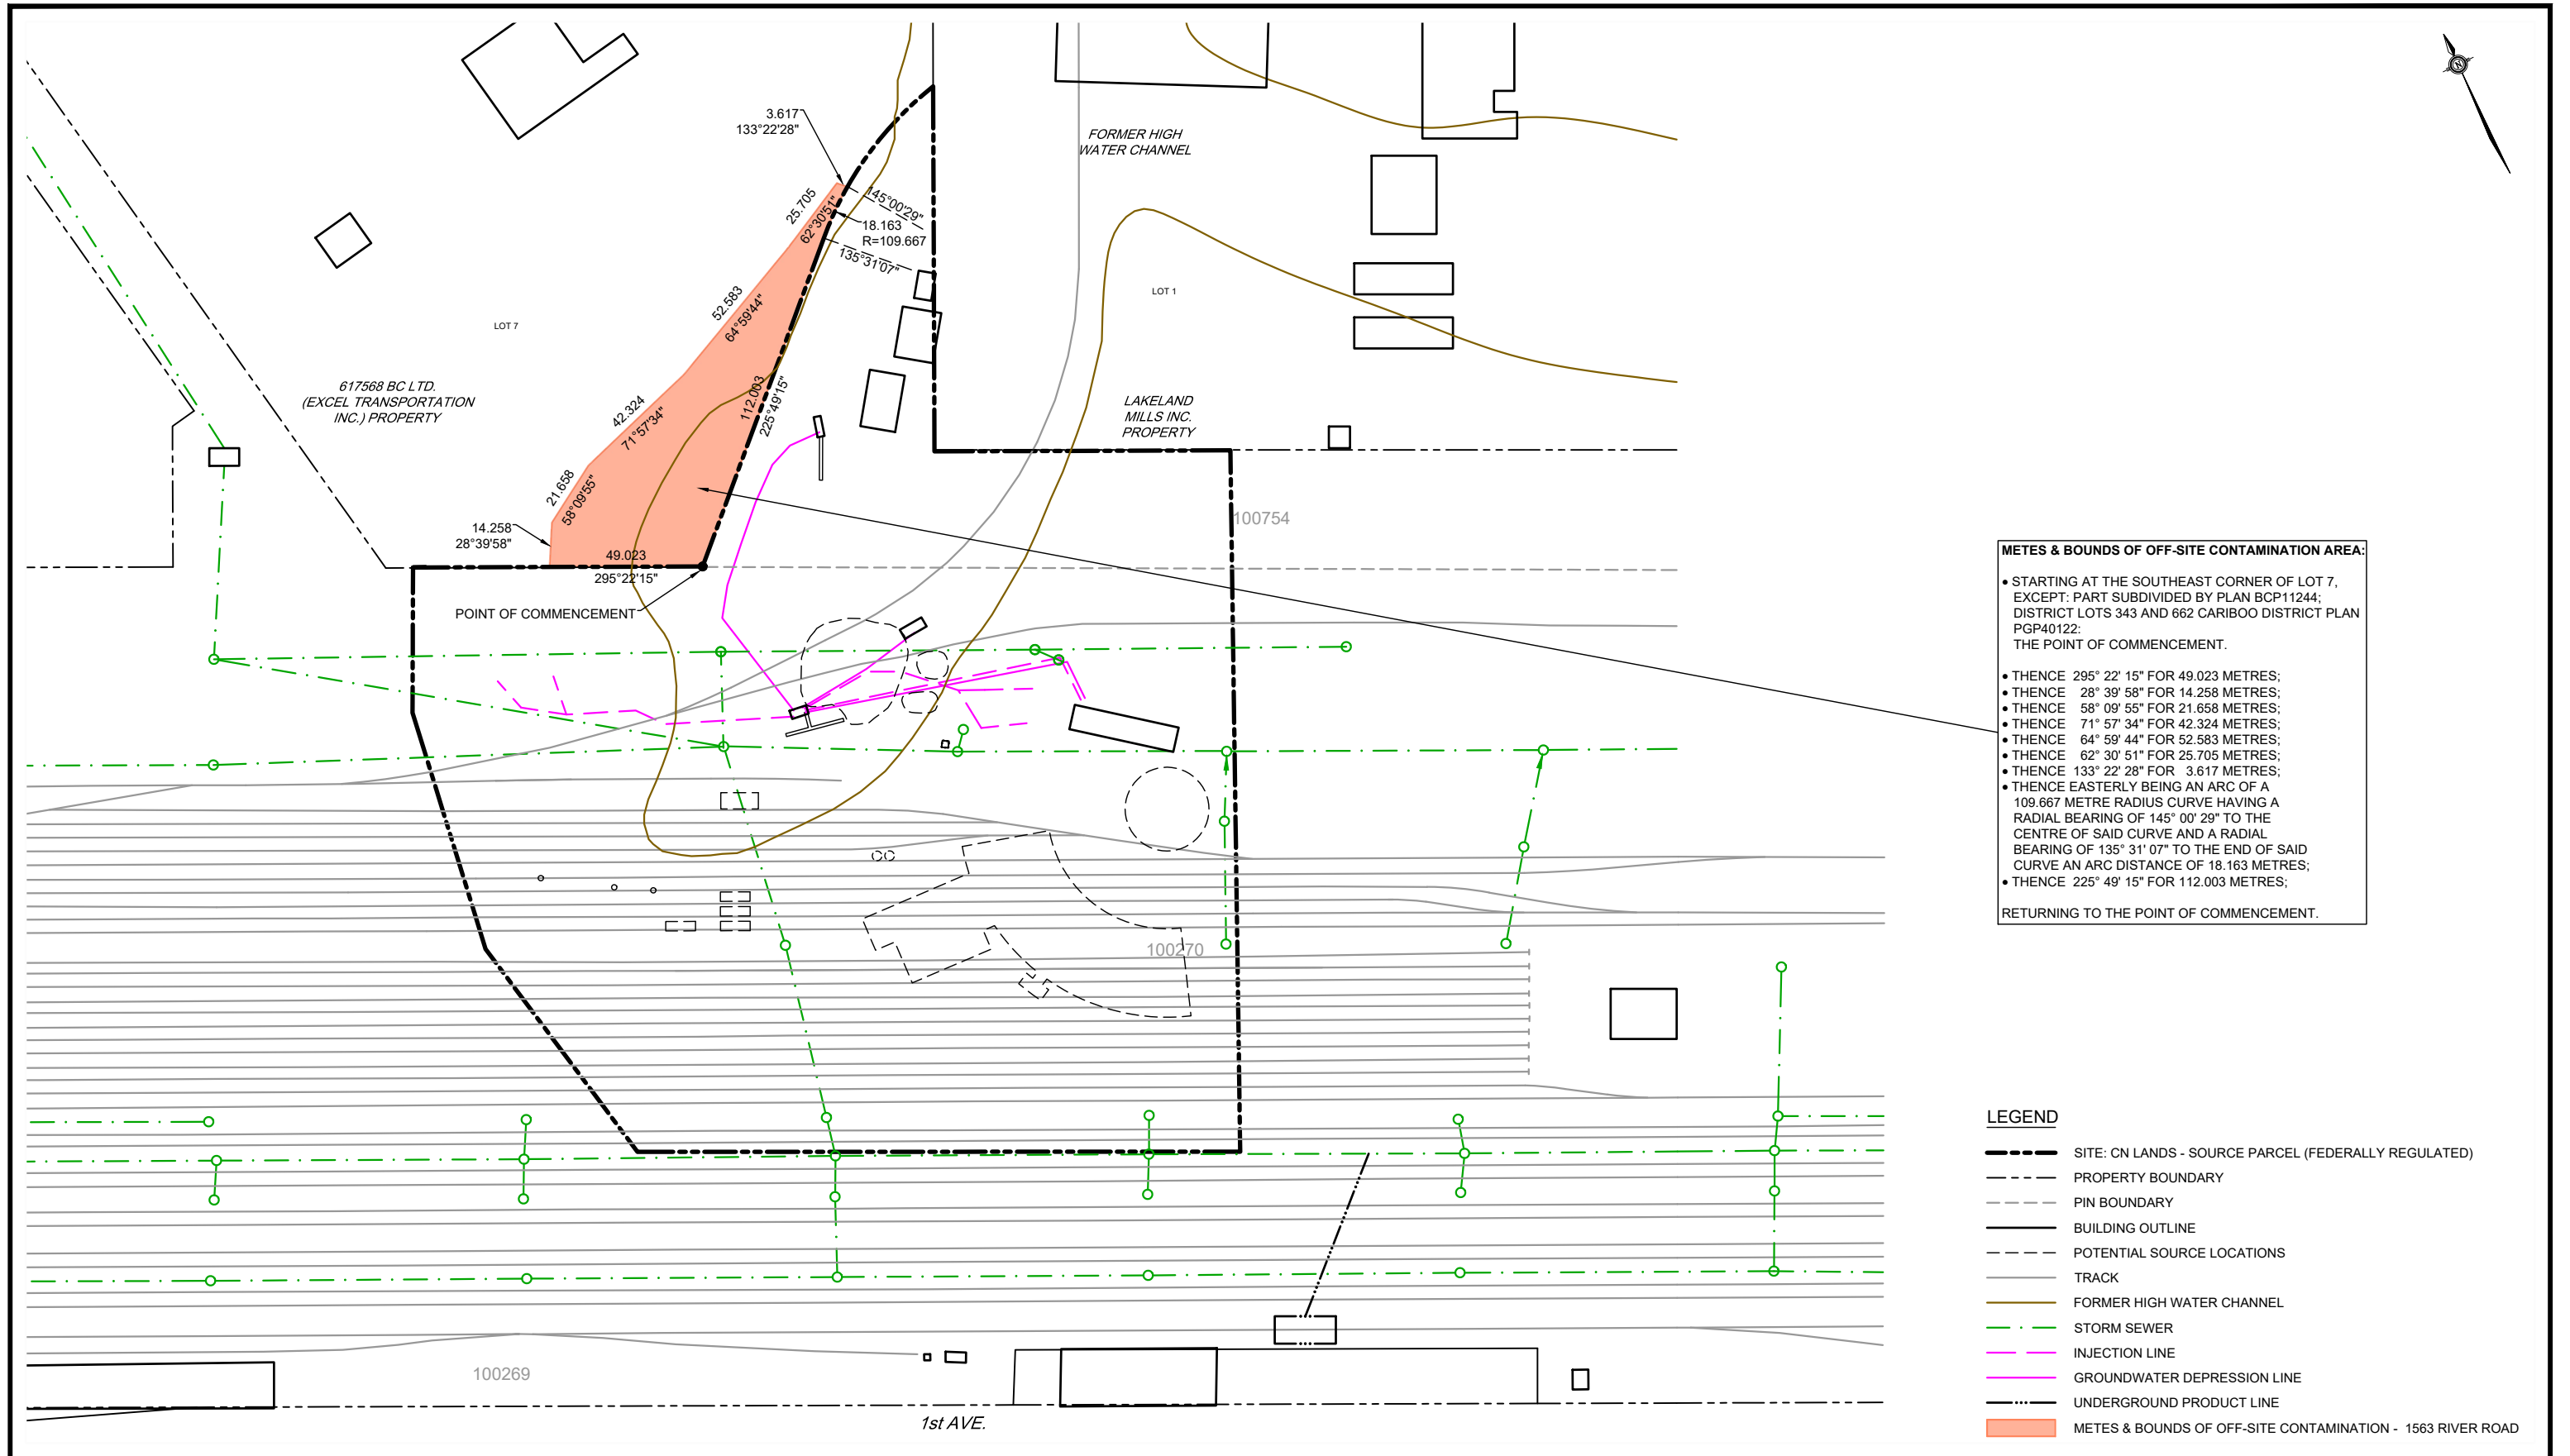 3.617
133°22'28"
FORMER HIGH
WATER CHANNEL
N
25.705
62°30'51"
145°00'29"
18.163
R=109.667
135°31'07"
52.583
64°59'44"
LOT 1
LOT 7
617568 BC LTD.
(EXCEL TRANSPORTATION
INC.) PROPERTY
42.324
71°57'34"
112.003
225°49'15"
LAKELAND
MILLS INC.
PROPERTY
21.658
58°09'55"
14.258
28°39'58"
49.023
295°22'15"
100754
POINT OF COMMENCEMENT
METES & BOUNDS OF OFF-SITE CONTAMINATION AREA:
• STARTING AT THE SOUTHEAST CORNER OF LOT 7,
EXCEPT: PART SUBDIVIDED BY PLAN BCP11244;
DISTRICT LOTS 343 AND 662 CARIBOO DISTRICT PLAN
PGP40122:
THE POINT OF COMMENCEMENT.
• THENCE 295° 22' 15" FOR 49.023 METRES;
• THENCE 28° 39' 58" FOR 14.258 METRES;
• THENCE 58° 09' 55" FOR 21.658 METRES;
• THENCE 71° 57' 34" FOR 42.324 METRES;
• THENCE 64° 59' 44" FOR 52.583 METRES;
• THENCE 62° 30' 51" FOR 25.705 METRES;
• THENCE 133° 22' 28" FOR 3.617 METRES;
• THENCE EASTERLY BEING AN ARC OF A
109.667 METRE RADIUS CURVE HAVING A
RADIAL BEARING OF 145° 00' 29" TO THE
CENTRE OF SAID CURVE AND A RADIAL
BEARING OF 135° 31' 07" TO THE END OF SAID
CURVE AN ARC DISTANCE OF 18.163 METRES;
• THENCE 225° 49' 15" FOR 112.003 METRES;
RETURNING TO THE POINT OF COMMENCEMENT.
100270
100269
1st AVE.
LEGEND
SITE: CN LANDS - SOURCE PARCEL (FEDERALLY REGULATED)
PROPERTY BOUNDARY
PIN BOUNDARY
BUILDING OUTLINE
POTENTIAL SOURCE LOCATIONS
TRACK
FORMER HIGH WATER CHANNEL
STORM SEWER
INJECTION LINE
GROUNDWATER DEPRESSION LINE
UNDERGROUND PRODUCT LINE
METES & BOUNDS OF OFF-SITE CONTAMINATION - 1563 RIVER ROAD